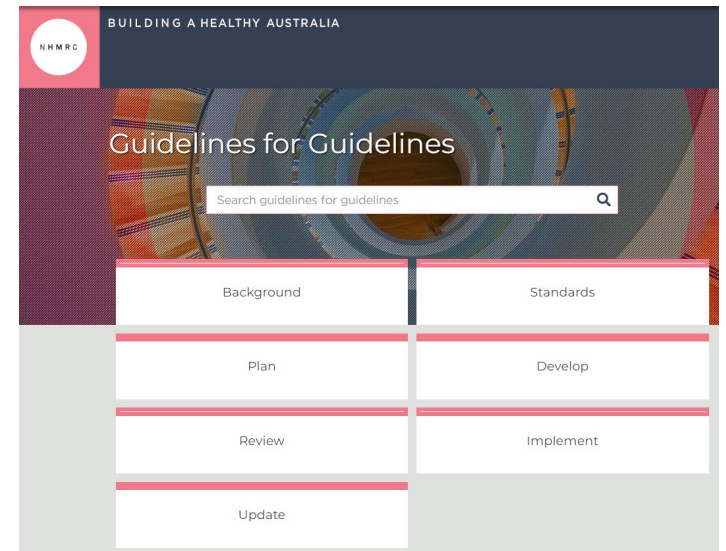 BUILDING A HEALTHY AUSTRALIA
NHMRC
Guidelines for Guidelines
Search guidelines for guidelines
Background
Standards
Plan
Develop
Review
Implement
Update